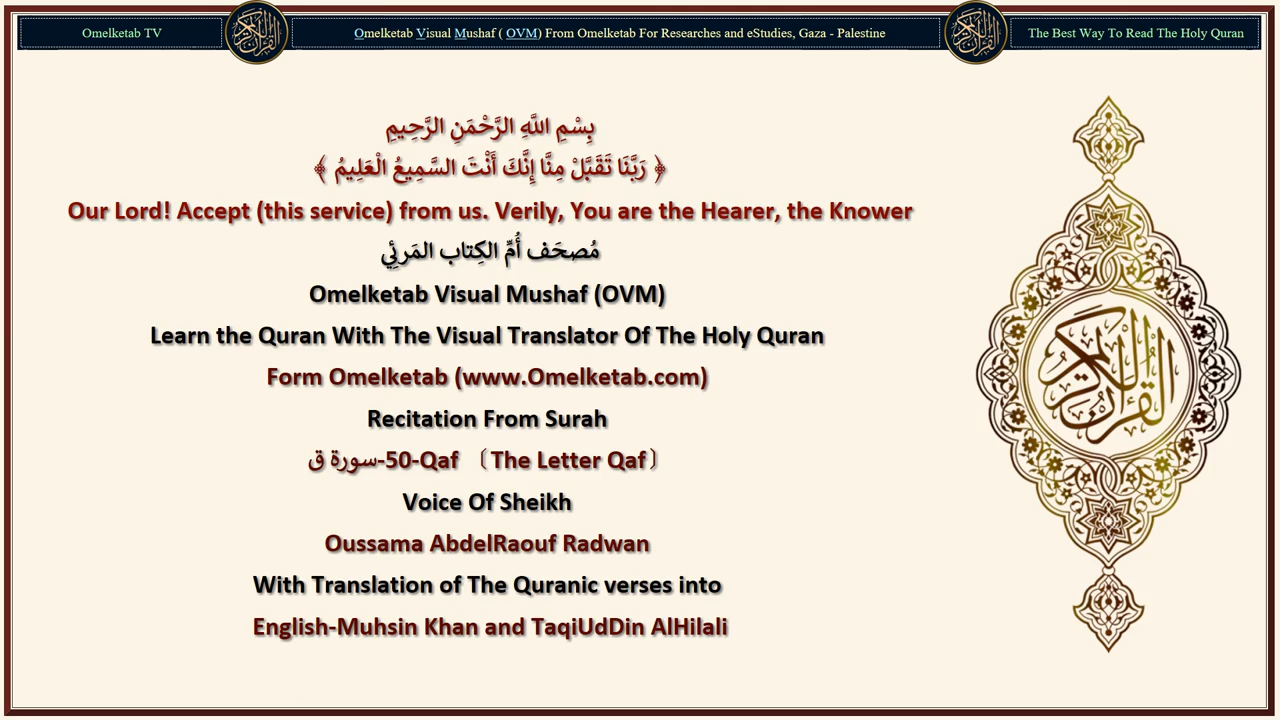 Omelketab TV
Omelketab Visual Mushaf ( OVM) From Omelketab For Researches and eStudies, Gaza - Palestine
The Best Way To Read The Holy Quran
بِسْمِ اللَّهِ الرَّحْمَنِ الرَّحِيمِ
﴿ رَبَّنَا تَقَبَّلْ مِنَّا إِنَّكَ أَنْتَ السَّمِيعُ الْعَلِيمُ ﴾
Our Lord! Accept (this service) from us. Verily, You are the Hearer, the Knower
مُصحَف أُمِّ الكِتاب المَرئِي
Omelketab Visual Mushaf (OVM)
Learn the Quran With The Visual Translator Of The Holy Quran
Form Omelketab (www.Omelketab.com)
Recitation From Surah
سورة ق-50-Qaf 〔The Letter Qaf〕
Voice Of Sheikh
Oussama AbdelRaouf Radwan
With Translation of The Quranic verses into
English-Muhsin Khan and TaqiUdDin AlHilali
القرآن الكريم